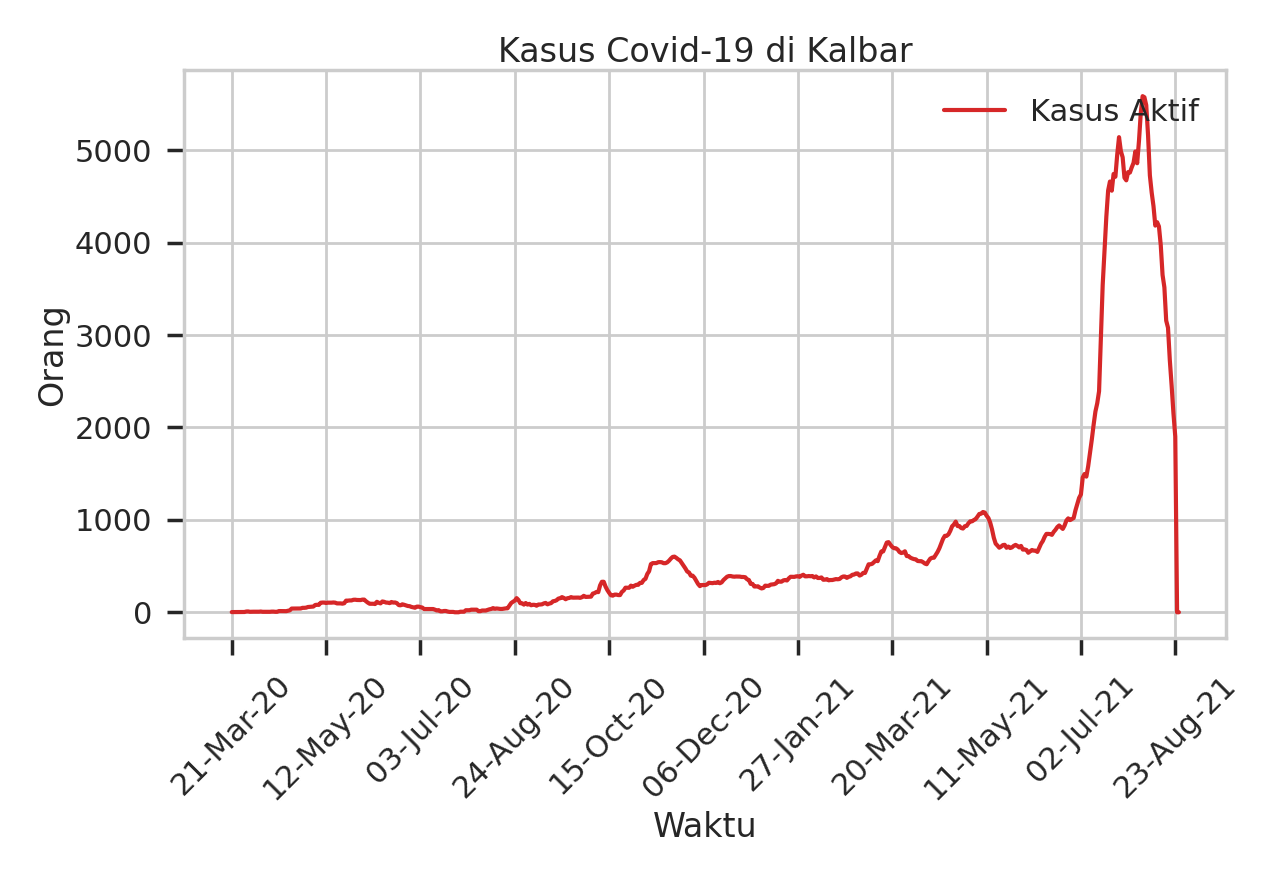 Kasus Covid-19 di Kalbar
Kasus Aktif
5000
4000
3000
2000
1000
0
Orang
21-Mar-20
12-May-20
03-Jul-20
24-Aug-20
15-Oct-20
06-Dec-20
27-Jan-21
20-Mar-21
11-May-21
02-Jul-21
23-Aug-21
Waktu